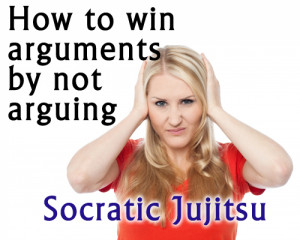 How to win
arguments
by not
arguing
Socratic Jujitsu